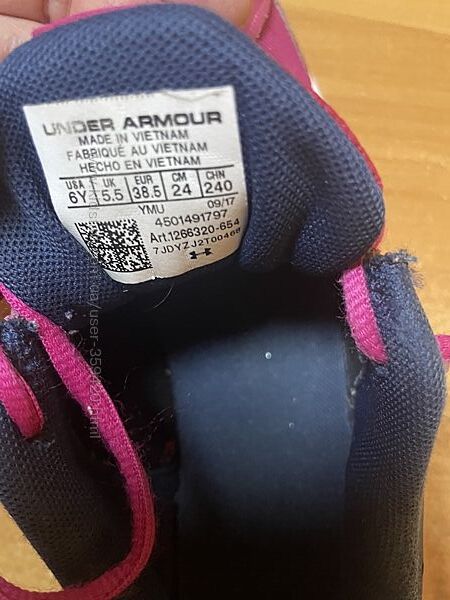 UNDER ARMOUR
MADE IN VIETNAM
FABRIQUÉ AU VIETNAM
HECHO EN VIETNAM
USA UK EUR CM CHN
6Y 5.5 38.5 24 240
YMU 09/17
4501491797
Art.1266320-654
7JDYZJ2T00468